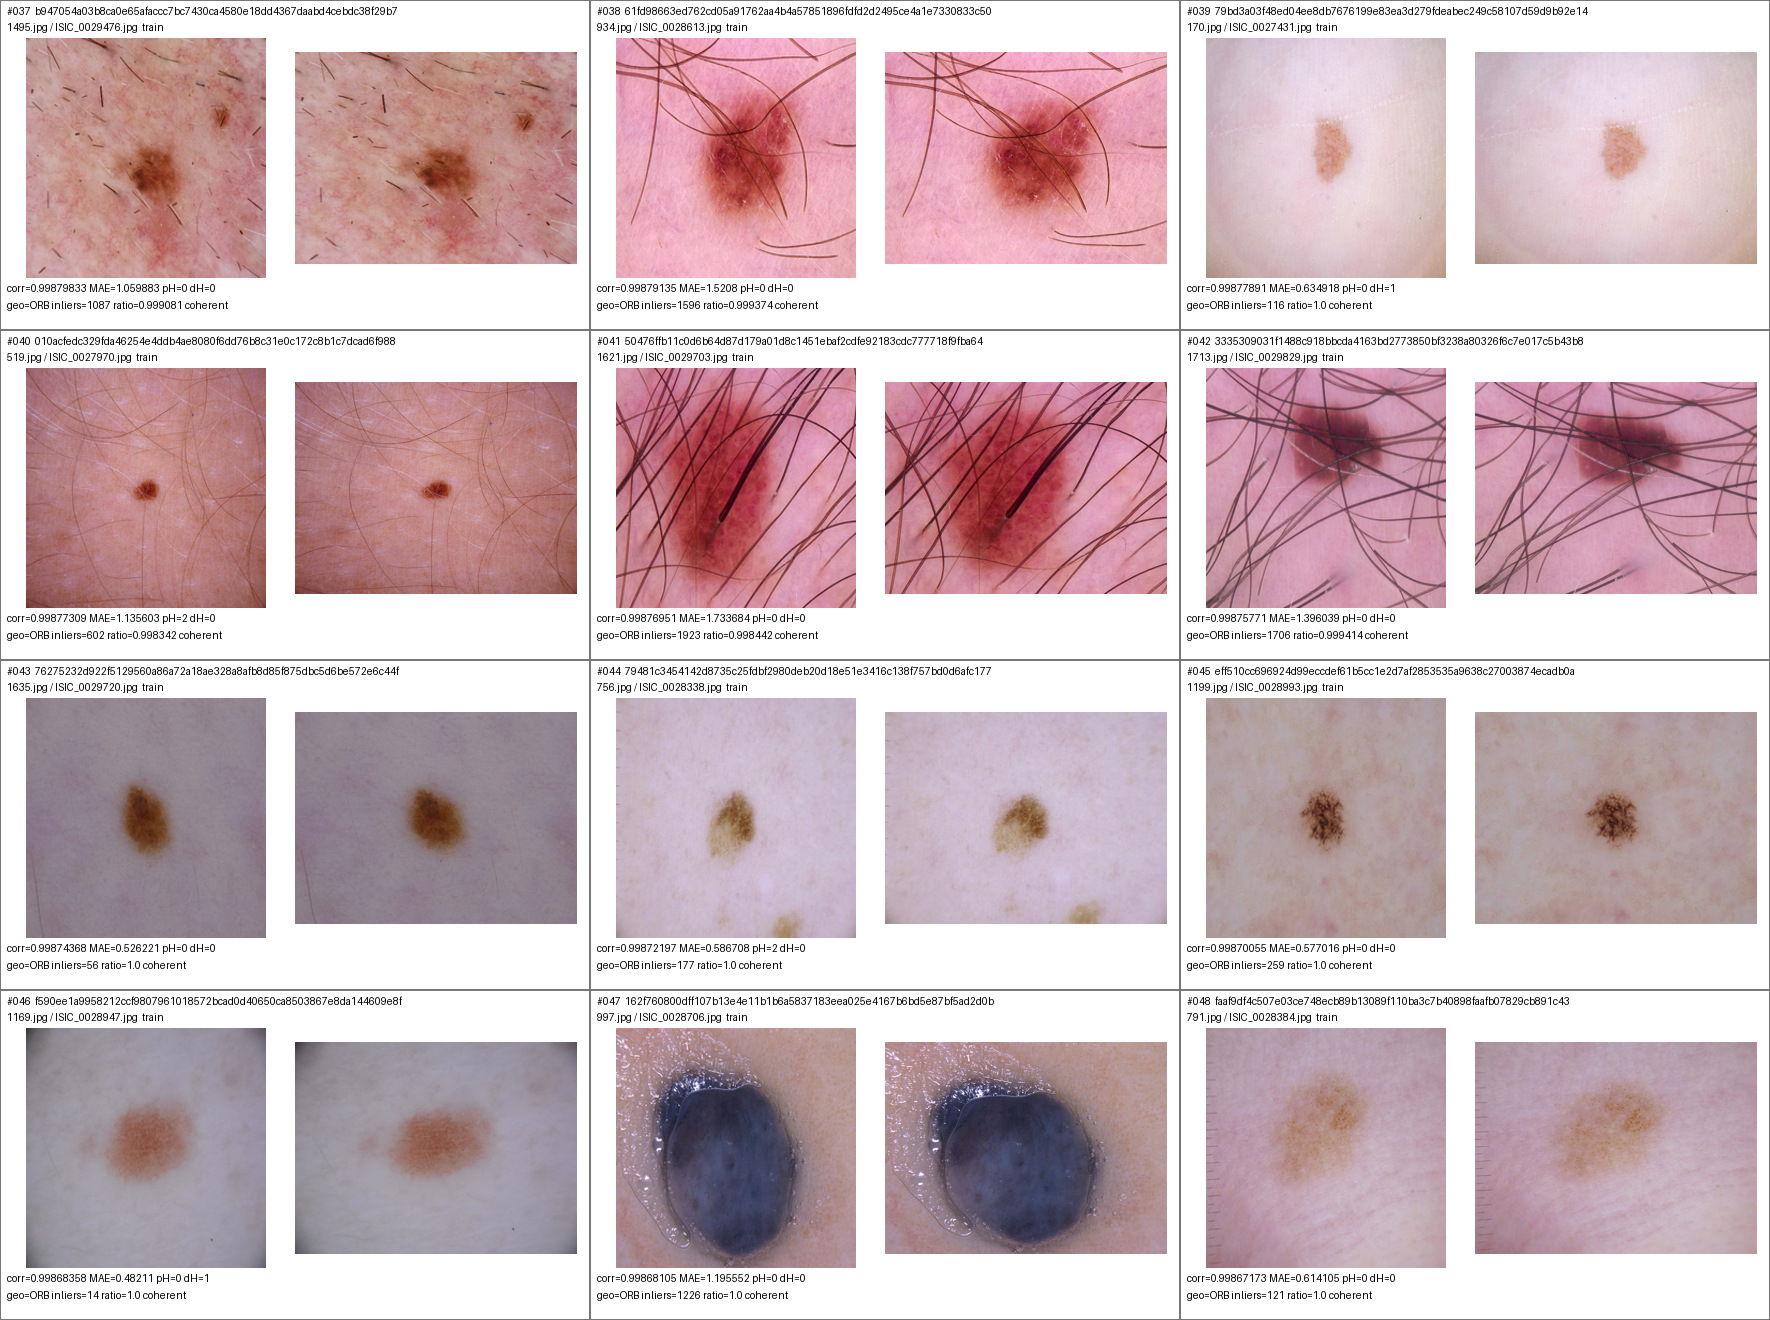 #037 b947054a03b8ca0e65afaccc7bc7430ca4580e18dd4367daabd4cebdc38f29b7
1495.jpg / ISIC_0029476.jpg train
corr=0.99879833 MAE=1.059883 pH=0 dH=0
geo=ORB inliers=1087 ratio=0.999081 coherent
#038 61fd98663ed762cd05a91762aa4b4a57851896fdfd2d2495ce4a1e7330833c50
934.jpg / ISIC_0028613.jpg train
corr=0.99879135 MAE=1.5208 pH=0 dH=0
geo=ORB inliers=1596 ratio=0.999374 coherent
#039 79bd3a03f48ed04ee8db7676199e83ea3d279fdeabec249c58107d59d9b92e14
170.jpg / ISIC_0027431.jpg train
corr=0.99877891 MAE=0.634918 pH=0 dH=1
geo=ORB inliers=116 ratio=1.0 coherent
#040 010acfedc329fda46254e4ddb4ae8080f6dd76b8c31e0c172c8b1c7dcad6f988
519.jpg / ISIC_0027970.jpg train
corr=0.99877309 MAE=1.135603 pH=2 dH=0
geo=ORB inliers=602 ratio=0.998342 coherent
#041 50476ffb11c0d6b64d87d179a01d8c1451ebaf2cdfe92183cdc777718f9fba64
1621.jpg / ISIC_0029703.jpg train
corr=0.99876951 MAE=1.733684 pH=0 dH=0
geo=ORB inliers=1923 ratio=0.998442 coherent
#042 3335309031f1488c918bbcda4163bd2773850bf3238a80326f6c7e017c5b43b8
1713.jpg / ISIC_0029829.jpg train
corr=0.99875771 MAE=1.396039 pH=0 dH=0
geo=ORB inliers=1706 ratio=0.999414 coherent
#043 76275232d922f5129560a86a72a18ae328a8afb8d85f875dbc5d6be572e6c44f
1635.jpg / ISIC_0029720.jpg train
corr=0.99874368 MAE=0.526221 pH=0 dH=0
geo=ORB inliers=56 ratio=1.0 coherent
#044 79481c3454142d8735c25fdbf2980deb20d18e51e3416c138f757bd0d6afc177
756.jpg / ISIC_0028338.jpg train
corr=0.99872197 MAE=0.586708 pH=2 dH=0
geo=ORB inliers=177 ratio=1.0 coherent
#045 eff510cc696924d99eccdef61b5cc1e2d7af2853535a9638c27003874ecadb0a
1199.jpg / ISIC_0028993.jpg train
corr=0.99870055 MAE=0.577016 pH=0 dH=0
geo=ORB inliers=259 ratio=1.0 coherent
#046 f590ee1a9958212ccf9807961018572bcad0d40650ca8503867e8da144609e8f
1169.jpg / ISIC_0028947.jpg train
corr=0.99868358 MAE=0.48211 pH=0 dH=1
geo=ORB inliers=14 ratio=1.0 coherent
#047 162f760800dff107b13e4e11b1b6a5837183eea025e4167b6bd5e87bf5ad2d0b
997.jpg / ISIC_0028706.jpg train
corr=0.99868105 MAE=1.195552 pH=0 dH=0
geo=ORB inliers=1226 ratio=1.0 coherent
#048 faaf9df4c507e03ce748ecb89b13089f110ba3c7b40898faafb07829cb891c43
791.jpg / ISIC_0028384.jpg train
corr=0.99867173 MAE=0.614105 pH=0 dH=0
geo=ORB inliers=121 ratio=1.0 coherent